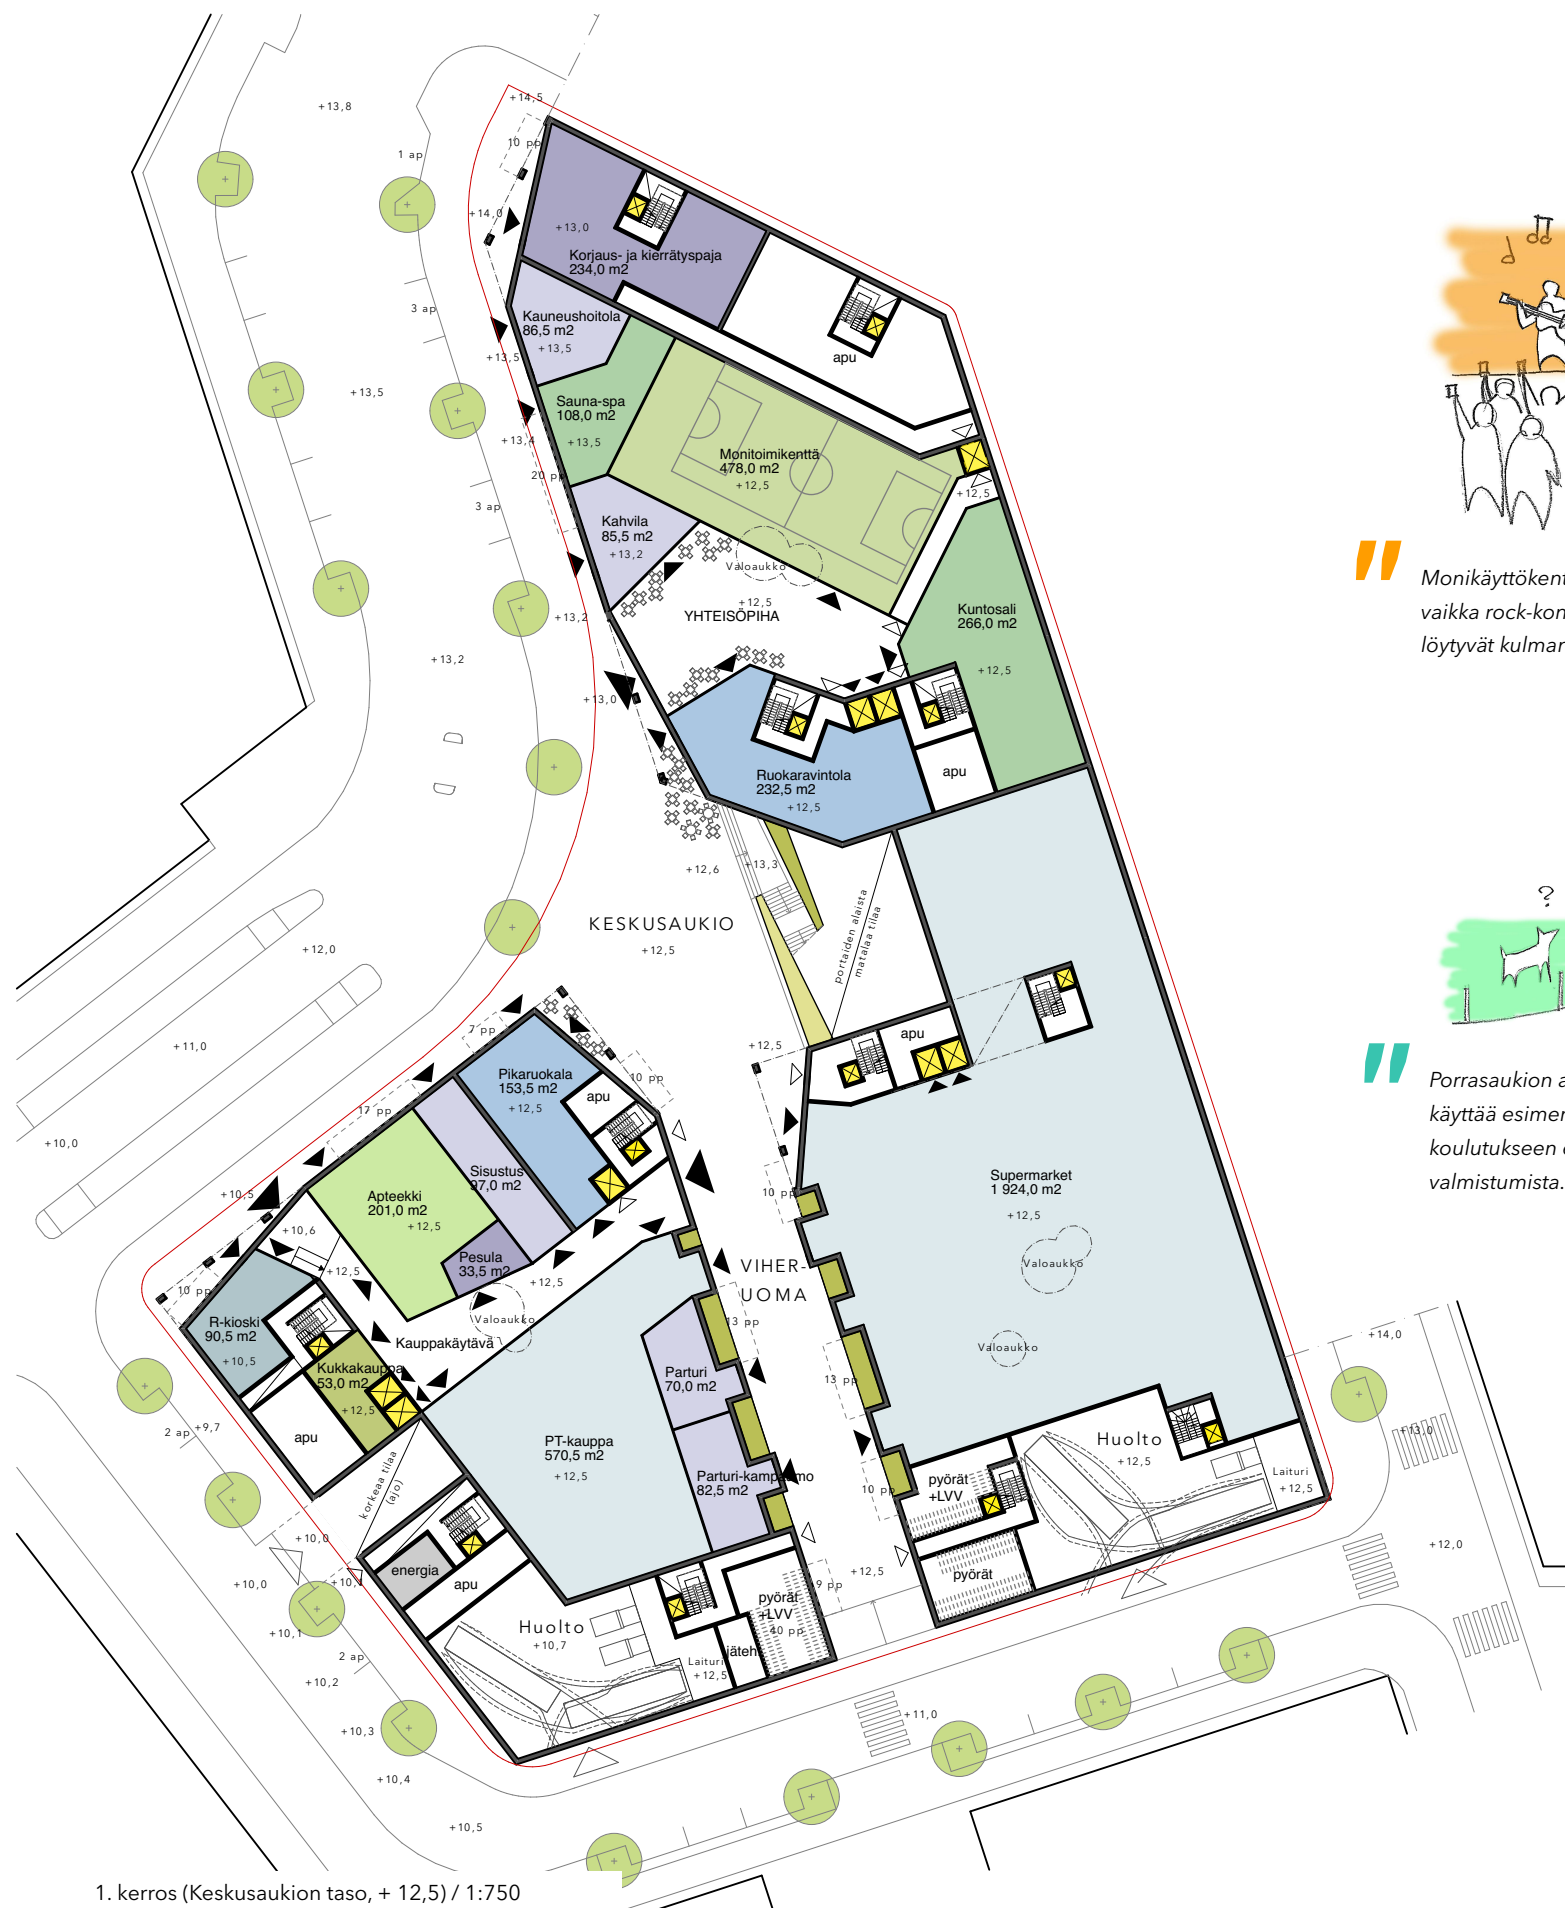 +14,5
+13,8
10 pp
1 ap
+14,0
+13,0
Korjaus- ja kierrätyspaja
234,0 m2
3 ap
Kauneushoitola
86,5 m2
+13,5
+13,5
apu
+13,5
Sauna-spa
108,0 m2
+13,5
+13,4
Monitoimikenttä
478,0 m2
+12,5
20 pp
3 ap
+12,5
Kahvila
85,5 m2
+13,2
Valoaukko
+12,5
YHTEISÖPIHA
+13,2
Kuntosali
266,0 m2
+12,5
+13,2
+13,0
Ruokaravintola
232,5 m2
+12,5
apu
+12,6
+13,3
KESKUSAUKIO
+12,5
portaiden alaista
matalaa tilaa
+12,0
+11,0
+10,0
7 pp
17 pp
10 pp
+12,5
apu
Pikaruokala
153,5 m2
+12,5
apu
Sisustus
97,0 m2
Apteekki
201,0 m2
+12,5
Pesula
33,5 m2
+10,5
+10,6
+12,5
+12,5
10 pp
Supermarket
1 924,0 m2
+12,5
Valoaukko
Valoaukko
VIHER-
UOMA
10 pp
R-kioski
90,5 m2
+10,5
Valoaukko
Kauppakäytävä
13 pp
13 pp
10 pp
Kukkakauppa
53,0 m2
+12,5
apu
Parturi
70,0 m2
PT-kauppa
570,5 m2
+12,5
Parturi-kampaamo
82,5 m2
2 ap
+9,7
korkeaa tilaa
(ajo)
+14,0
+13,0
Huolto
+12,5
Laituri
+12,5
pyörät
+LVV
pyörät
+12,0
+10,0
+10,0
+10,1
energia
apu
+12,5
9 pp
pyörät
+LVV
40 pp
jäteh.
Huolto
+10,7
Laituri
+12,5
+10,1
2 ap
+10,2
+10,3
+10,4
+10,5
+11,0
"
Monikäyttökent
vaikka rock-kon
löytyvät kulmar
?
"
Porrasaukion a
käyttää esimer
koulutukseen
valmistumista.
1. kerros (Keskusaukion taso, + 12,5) / 1:750